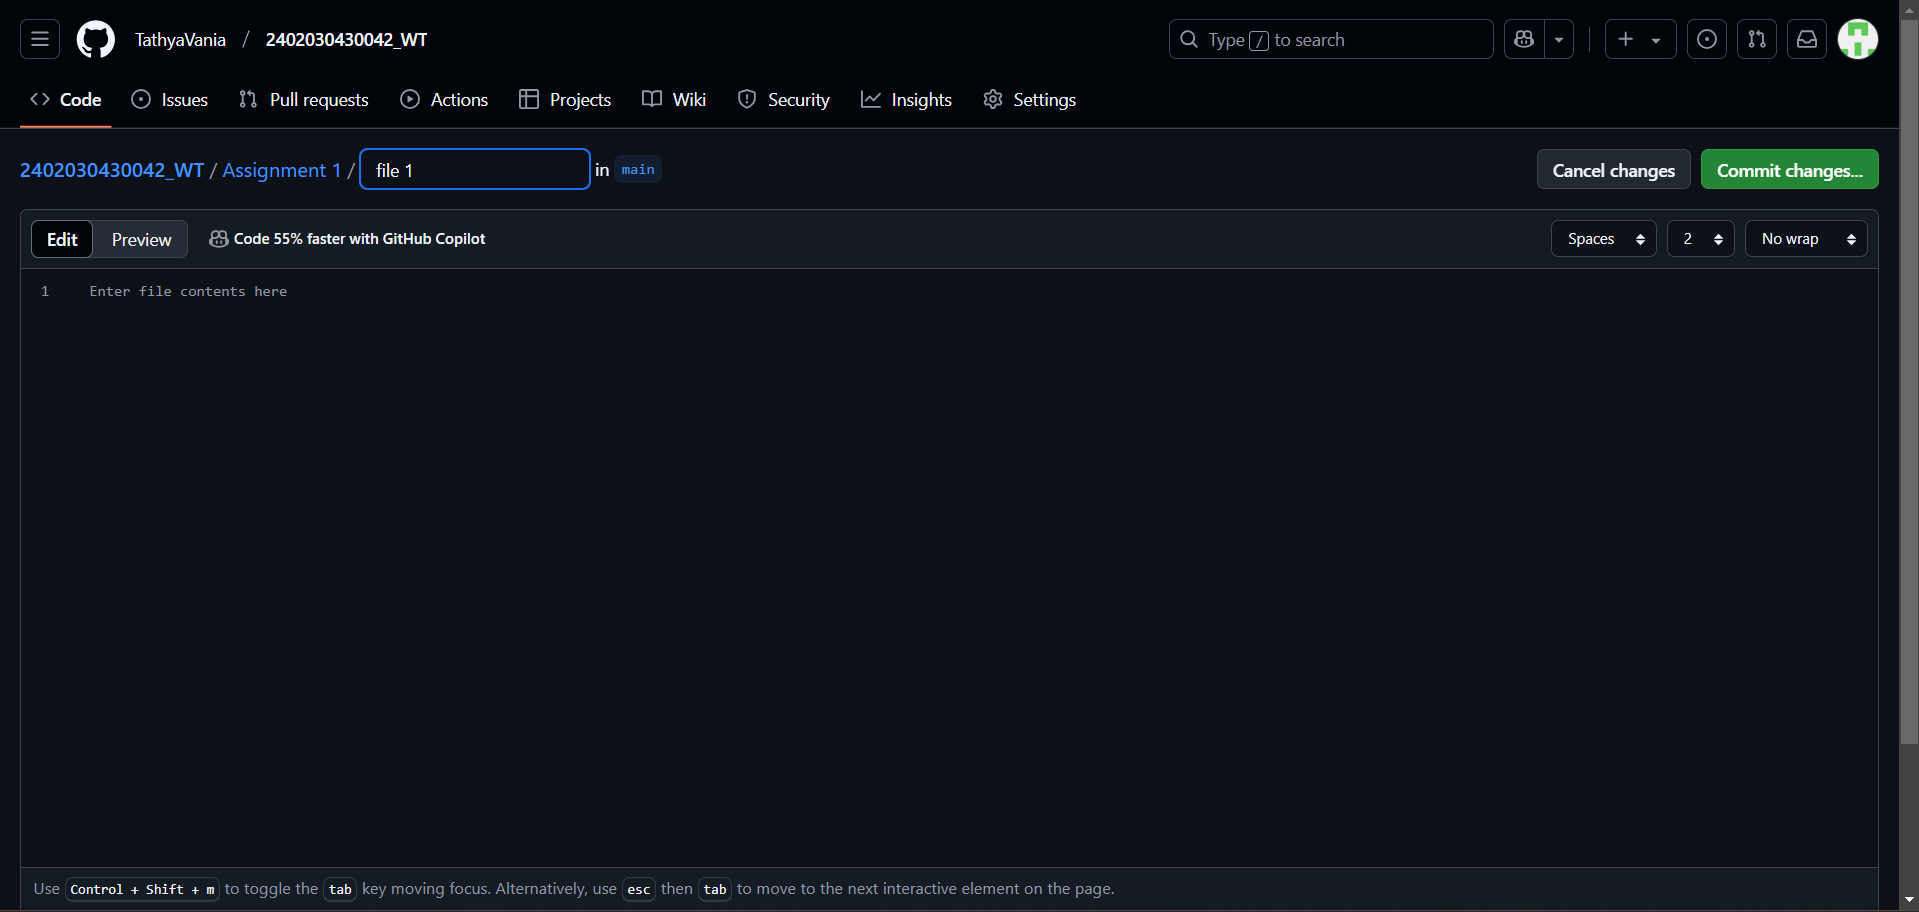 TathyaVania / 2402030430042_WT
Type / to search
Code Issues Pull requests Actions Projects Wiki Security Insights Settings
2402030430042_WT / Assignment 1 / file 1 in main
Cancel changes Commit changes...
Edit Preview Code 55% faster with GitHub Copilot
Spaces 2 No wrap
1 Enter file contents here
Use Control + Shift + m to toggle the tab key moving focus. Alternatively, use esc then tab to move to the next interactive element on the page.